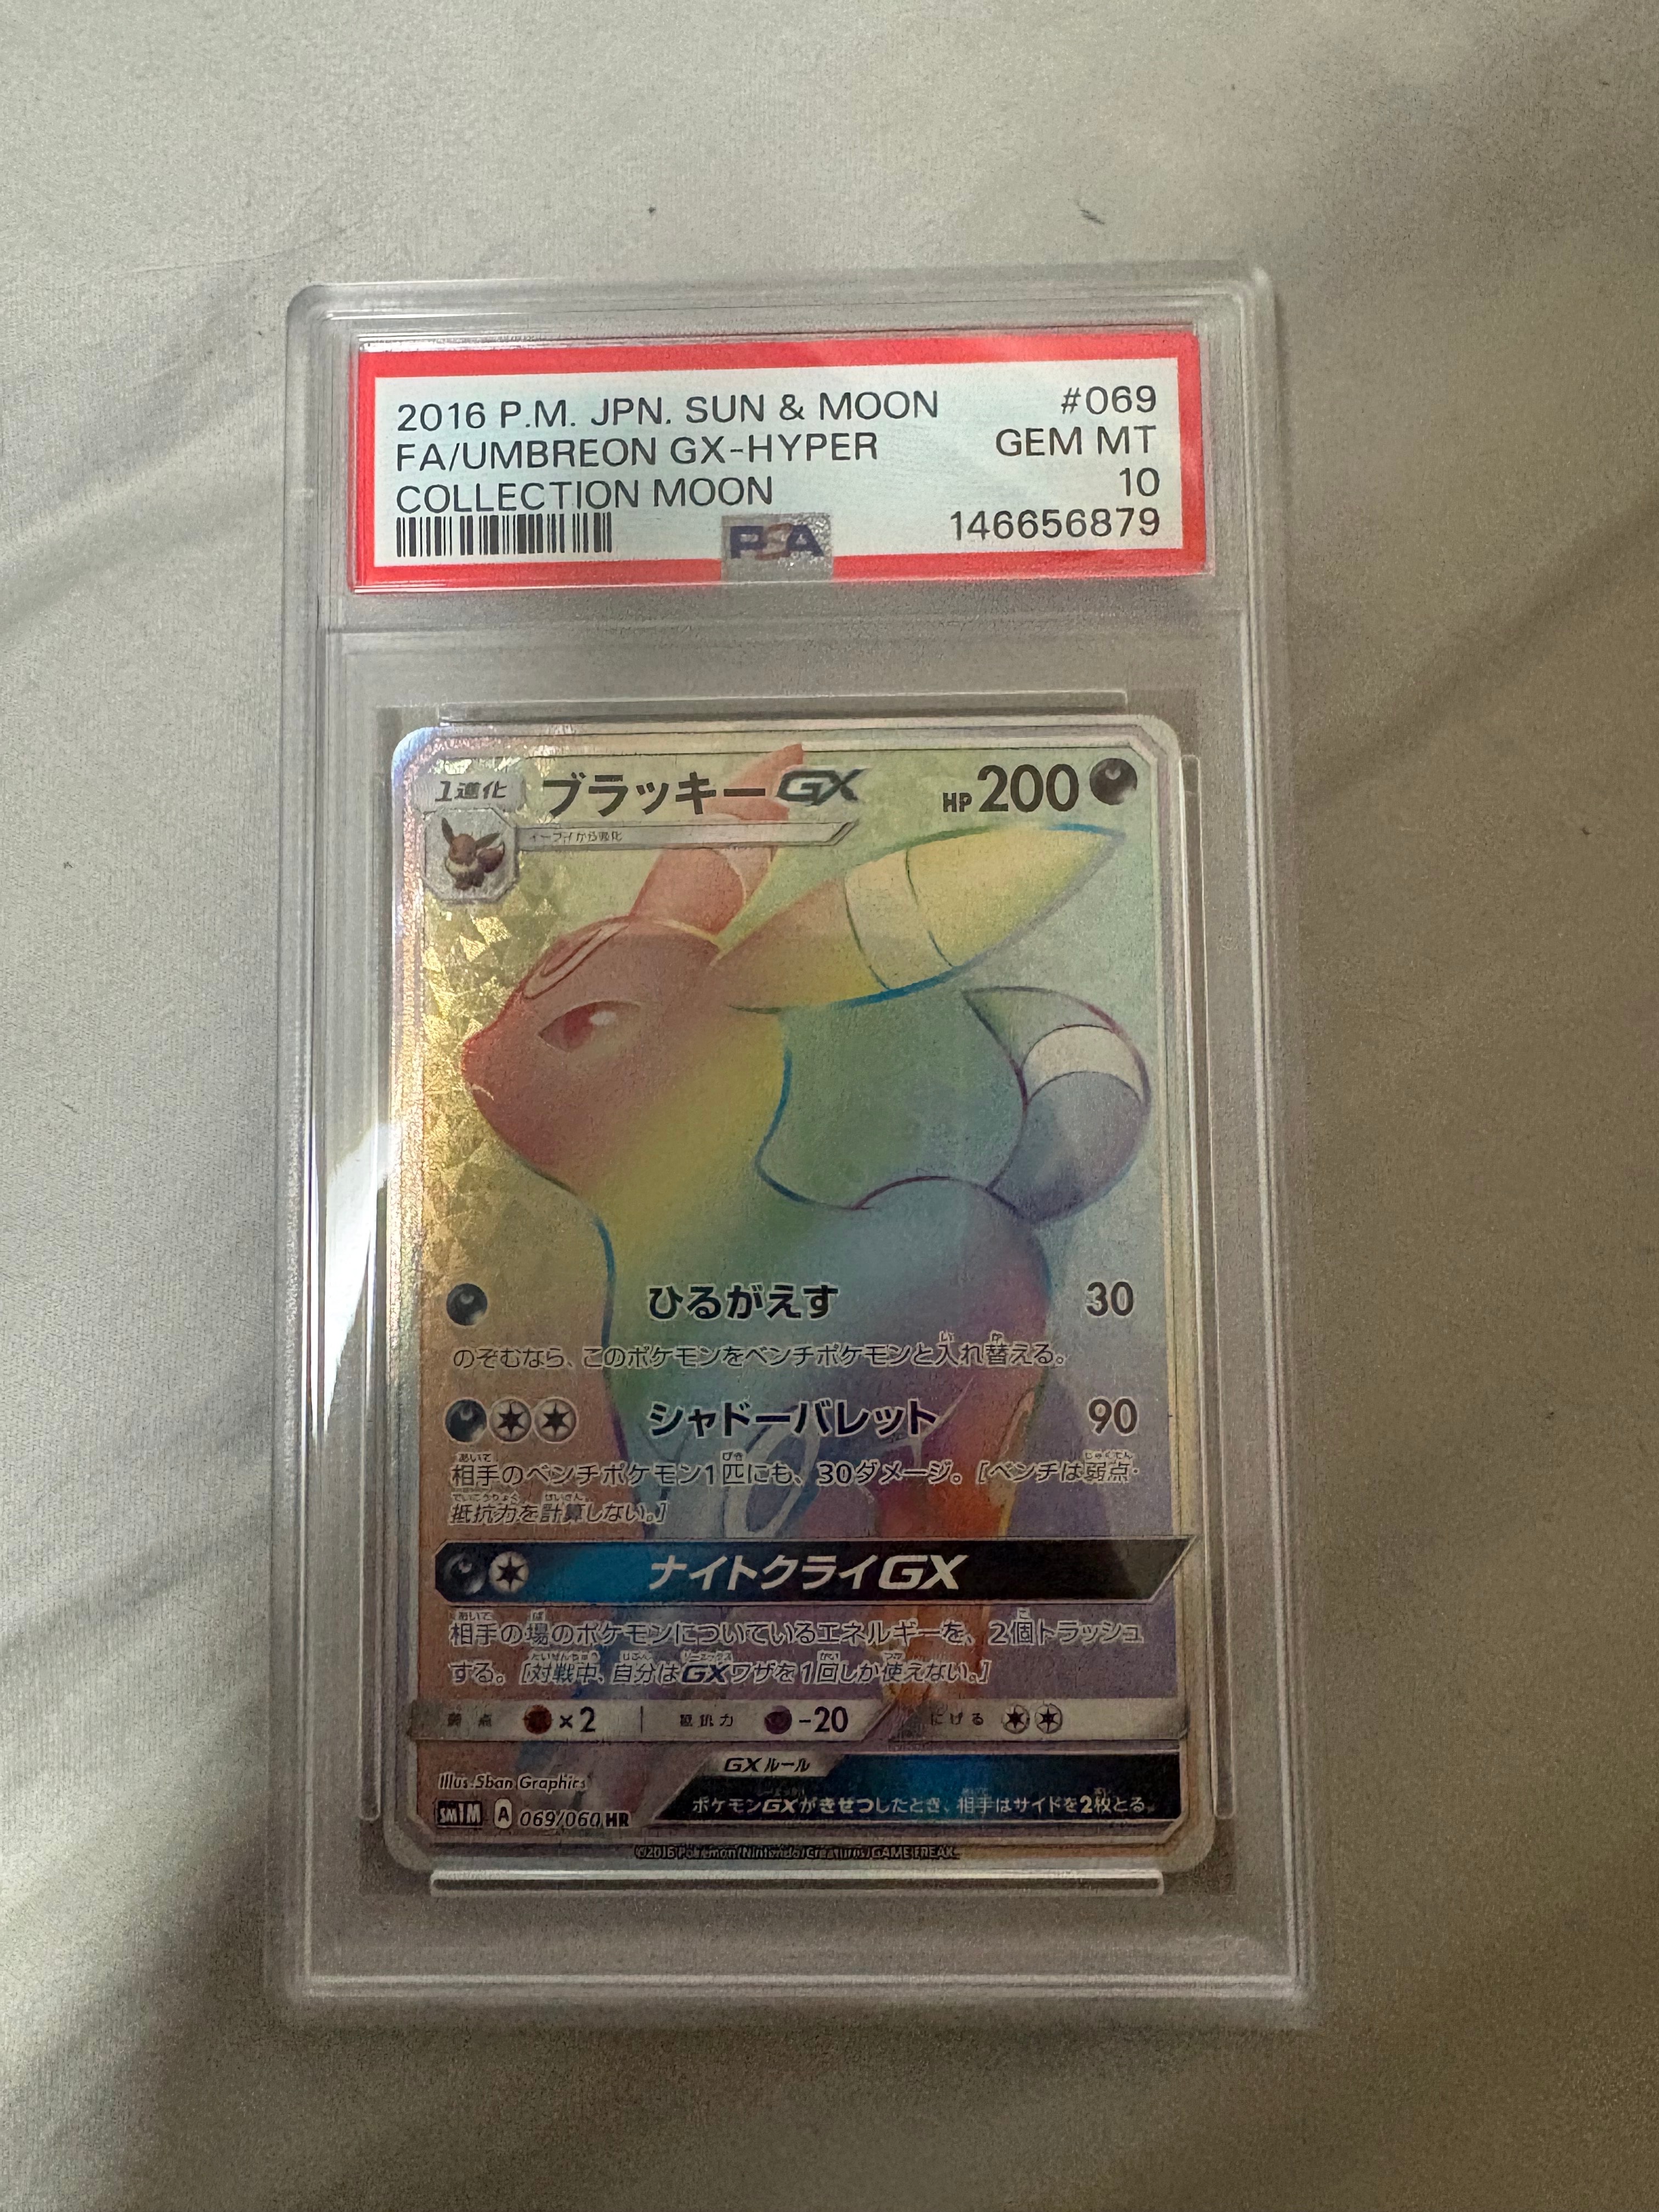 2016 P.M. JPN. SUN & MOON #069
FA/UMBREON GX-HYPER GEM MT
COLLECTION MOON 10
PSA 146656879
1進化 ブラッキーGX HP200
イーブイから進化
ひるがえす 30
のぞむなら、このポケモンをベンチポケモンと入れ替える。
シャドーバレット 90
相手のベンチポケモン1匹にも、30ダメージ。[ベンチは弱点・
抵抗力を計算しない。]
ナイトクライGX
相手の場のポケモンについているエネルギーを、2個トラッシュ
する。[対戦中、自分はGXワザを1回しか使えない。]
弱点 ×2 抵抗力 -20 にげる
GXルール
Illus. Sban Graphics
ポケモンGXがきぜつしたとき、相手はサイドを2枚とる。
SM1M A 069/060 HR
©2016 Pokémon/Nintendo/Creatures/GAME FREAK.